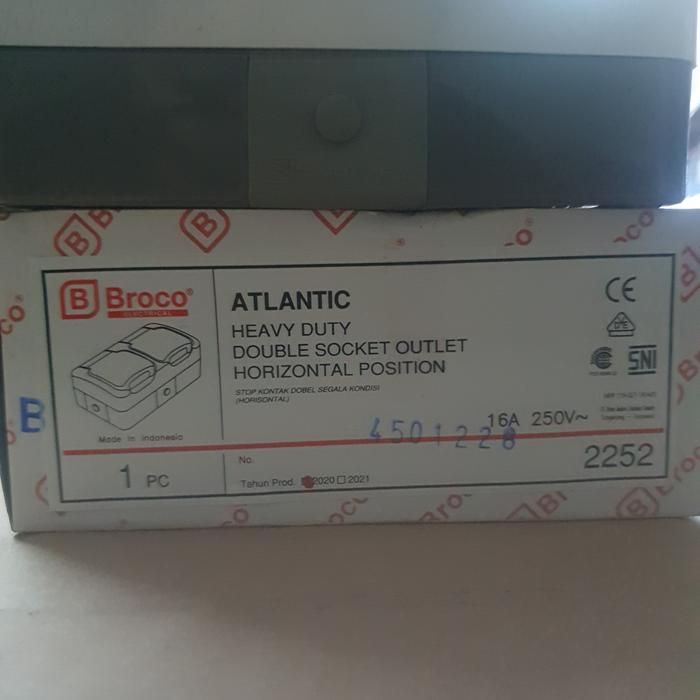 B Broco®
ELECTRICAL
ATLANTIC
HEAVY DUTY
DOUBLE SOCKET OUTLET
HORIZONTAL POSITION
STOP KONTAK DOBEL SEGALA KONDISI
(HORISONTAL)
CE
SNI
B
Made in Indonesia
16A 250V~
4501228
1 PC
No.
Tahun Prod. 2020 2021
2252